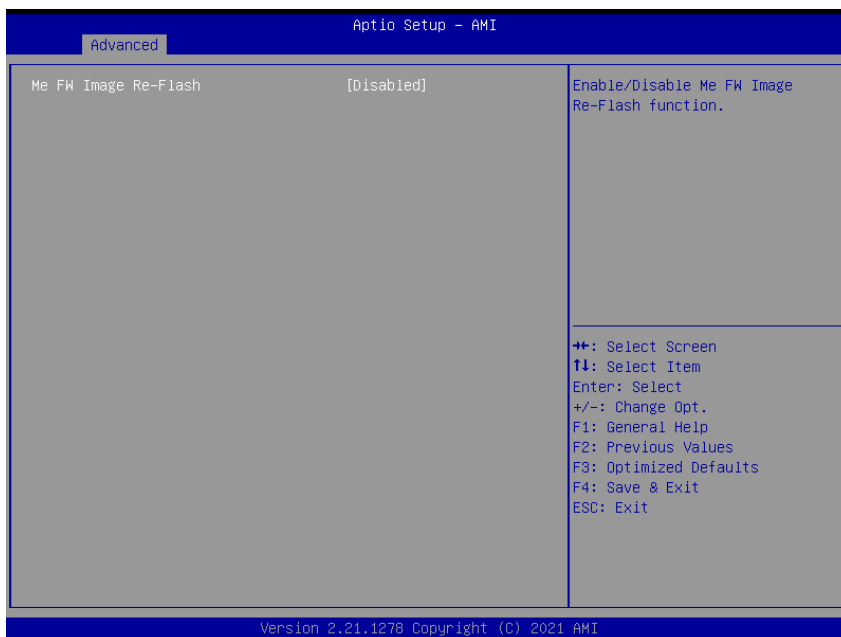 Aptio Setup – AMI
Advanced
Me FW Image Re-Flash [Disabled]
Enable/Disable Me FW Image
Re-Flash function.
→←: Select Screen
↑↓: Select Item
Enter: Select
+/-: Change Opt.
F1: General Help
F2: Previous Values
F3: Optimized Defaults
F4: Save & Exit
ESC: Exit
Version 2.21.1278 Copyright (C) 2021 AMI